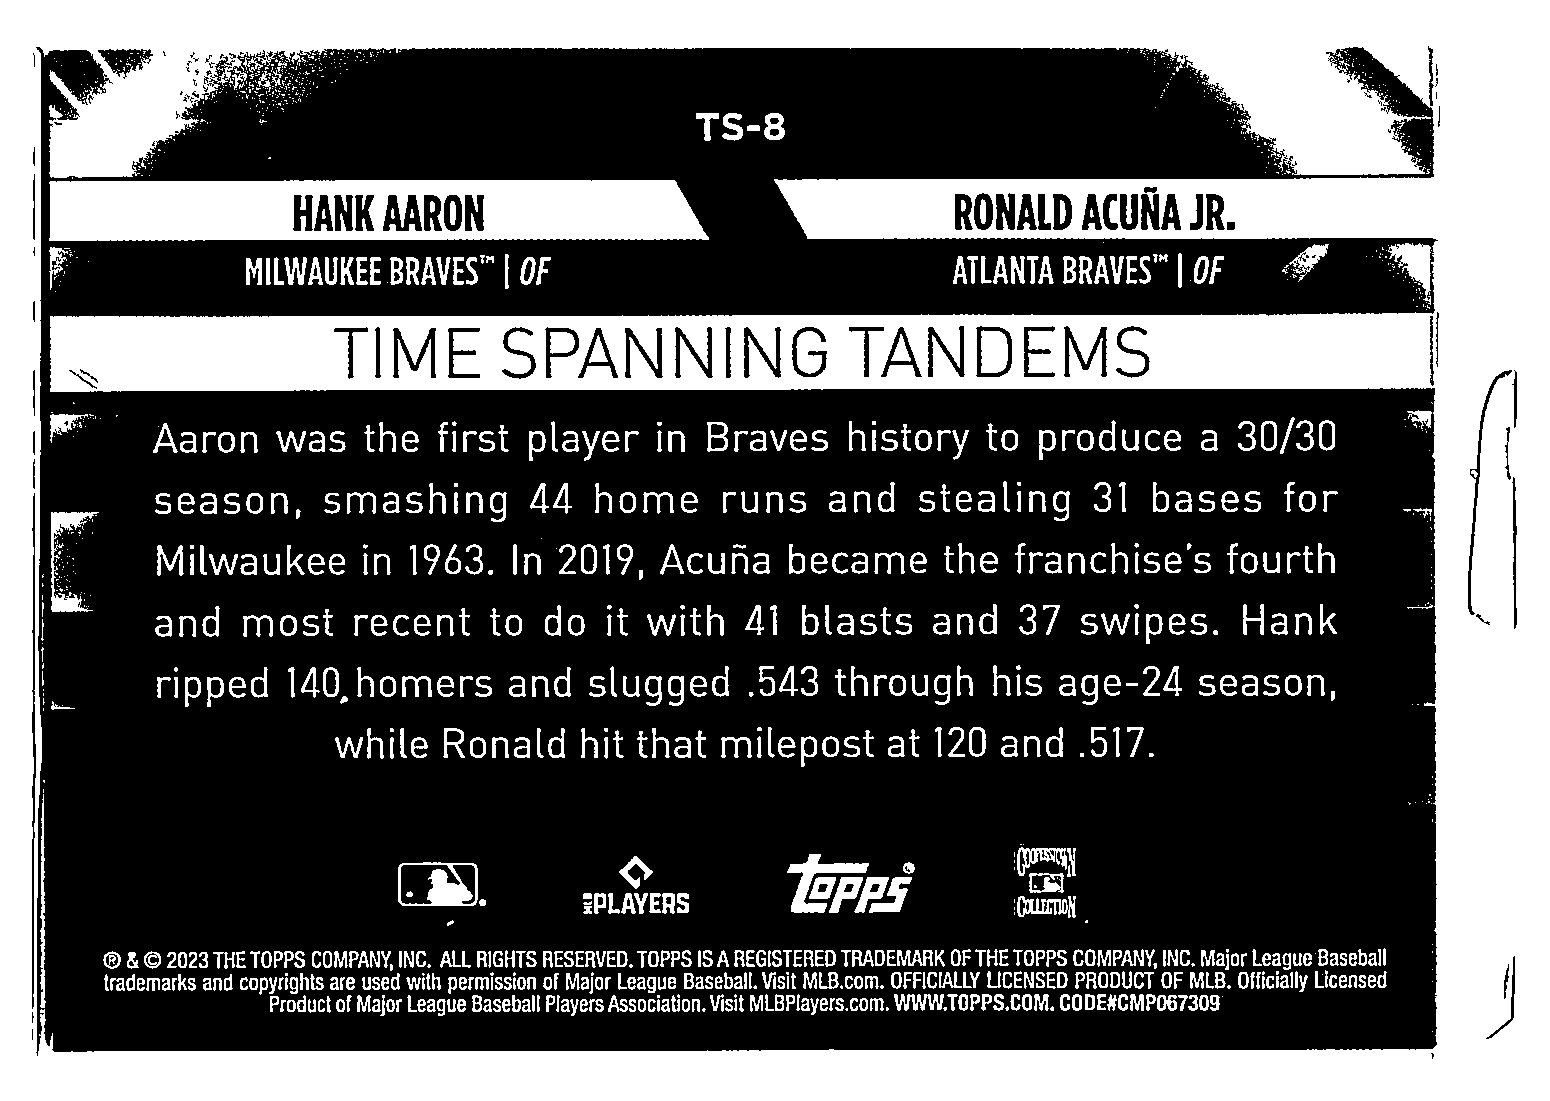 TS-8
HANK AARON
RONALD ACUÑA JR.
MILWAUKEE BRAVES™ | OF
ATLANTA BRAVES™ | OF
TIME SPANNING TANDEMS
Aaron was the first player in Braves history to produce a 30/30
season, smashing 44 home runs and stealing 31 bases for
Milwaukee in 1963. In 2019, Acuña became the franchise's fourth
and most recent to do it with 41 blasts and 37 swipes. Hank
ripped 140 homers and slugged .543 through his age-24 season,
while Ronald hit that milepost at 120 and .517.
MLB PLAYERS
topps®
COOPERSTOWN
COLLECTION
® & © 2023 THE TOPPS COMPANY, INC. ALL RIGHTS RESERVED. TOPPS IS A REGISTERED TRADEMARK OF THE TOPPS COMPANY, INC. Major League Baseball
trademarks and copyrights are used with permission of Major League Baseball. Visit MLB.com. OFFICIALLY LICENSED PRODUCT OF MLB. Officially Licensed
Product of Major League Baseball Players Association. Visit MLBPlayers.com. WWW.TOPPS.COM. CODE#CMP067309